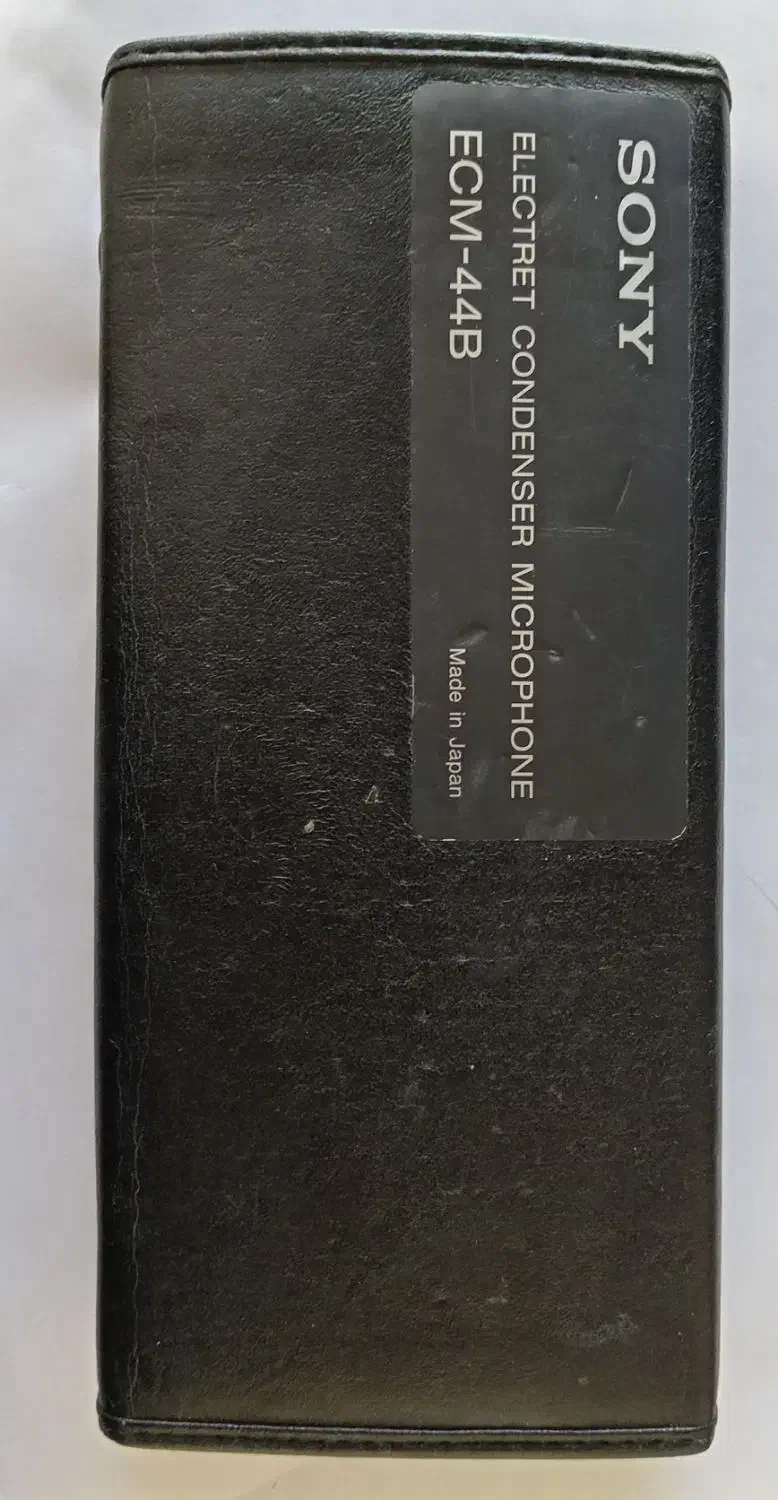 SONY
ELECTRET CONDENSER MICROPHONE
ECM-44B
Made in Japan